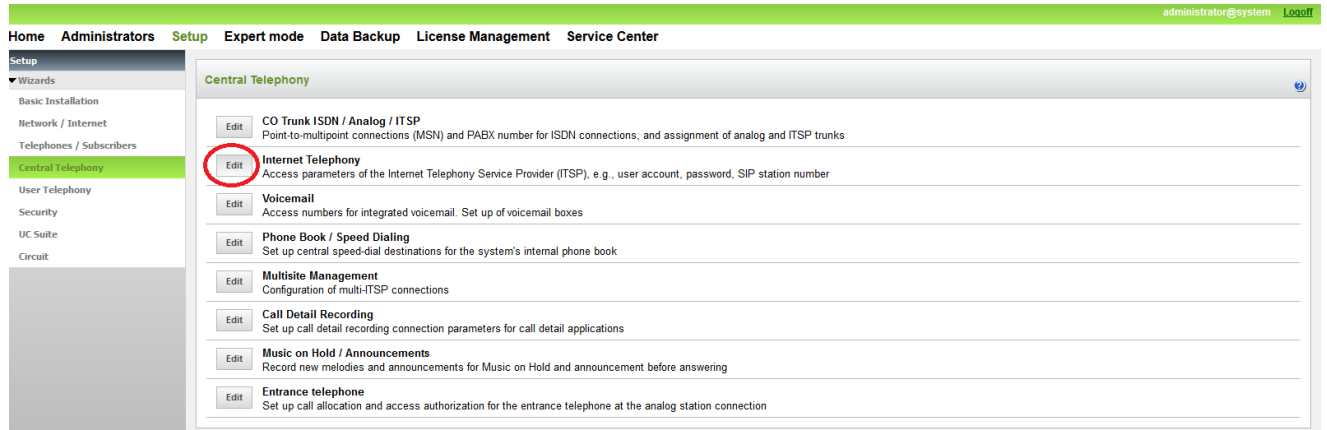 administrator@system Logoff
Home Administrators Setup Expert mode Data Backup License Management Service Center
Setup
Wizards
Basic Installation
Network / Internet
Telephones / Subscribers
Central Telephony
User Telephony
Security
UC Suite
Circuit
Central Telephony
?
Edit
CO Trunk ISDN / Analog / ITSP
Point-to-multipoint connections (MSN) and PABX number for ISDN connections, and assignment of analog and ITSP trunks
Edit
Internet Telephony
Access parameters of the Internet Telephony Service Provider (ITSP), e.g., user account, password, SIP station number
Edit
Voicemail
Access numbers for integrated voicemail. Set up of voicemail boxes
Edit
Phone Book / Speed Dialing
Set up central speed-dial destinations for the system's internal phone book
Edit
Multisite Management
Configuration of multi-ITSP connections
Edit
Call Detail Recording
Set up call detail recording connection parameters for call detail applications
Edit
Music on Hold / Announcements
Record new melodies and announcements for Music on Hold and announcement before answering
Edit
Entrance telephone
Set up call allocation and access authorization for the entrance telephone at the analog station connection